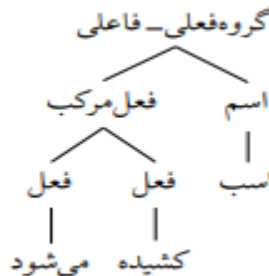 گروه‌فعلی – فاعلی
اسم فعل‌مرکب
اسب فعل فعل
کشیده می‌شود